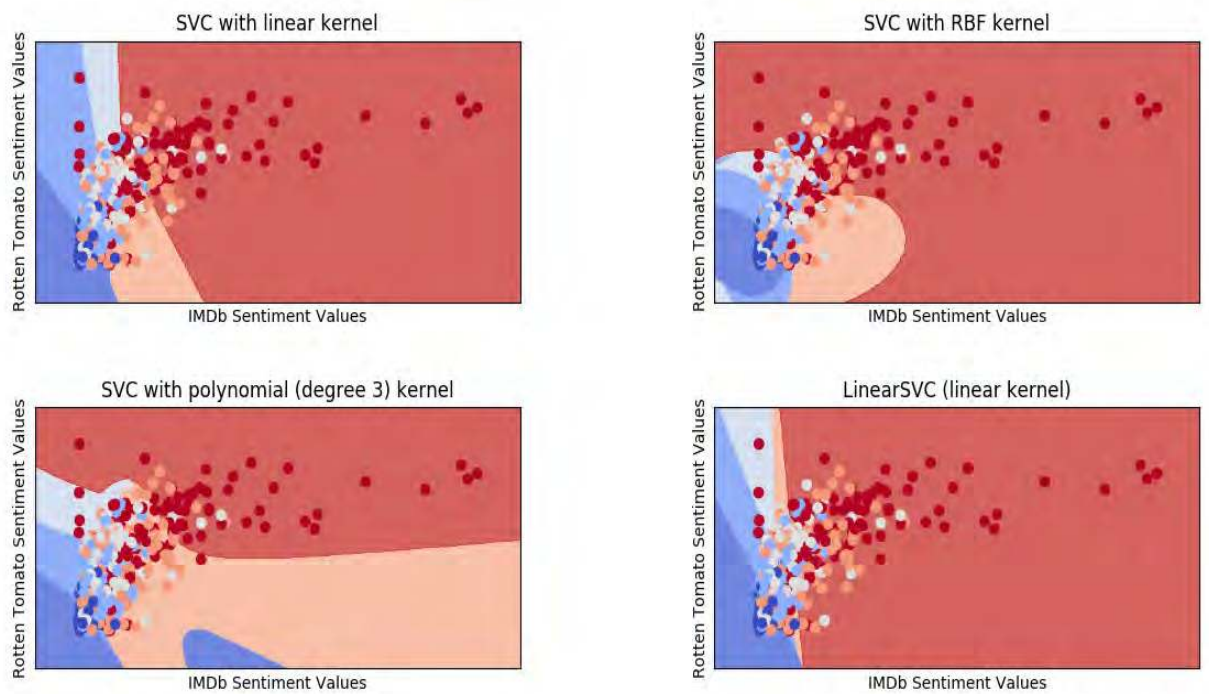 SVC with linear kernel
Rotten Tomato Sentiment Values
IMDb Sentiment Values
SVC with RBF kernel
Rotten Tomato Sentiment Values
IMDb Sentiment Values
SVC with polynomial (degree 3) kernel
Rotten Tomato Sentiment Values
IMDb Sentiment Values
LinearSVC (linear kernel)
Rotten Tomato Sentiment Values
IMDb Sentiment Values